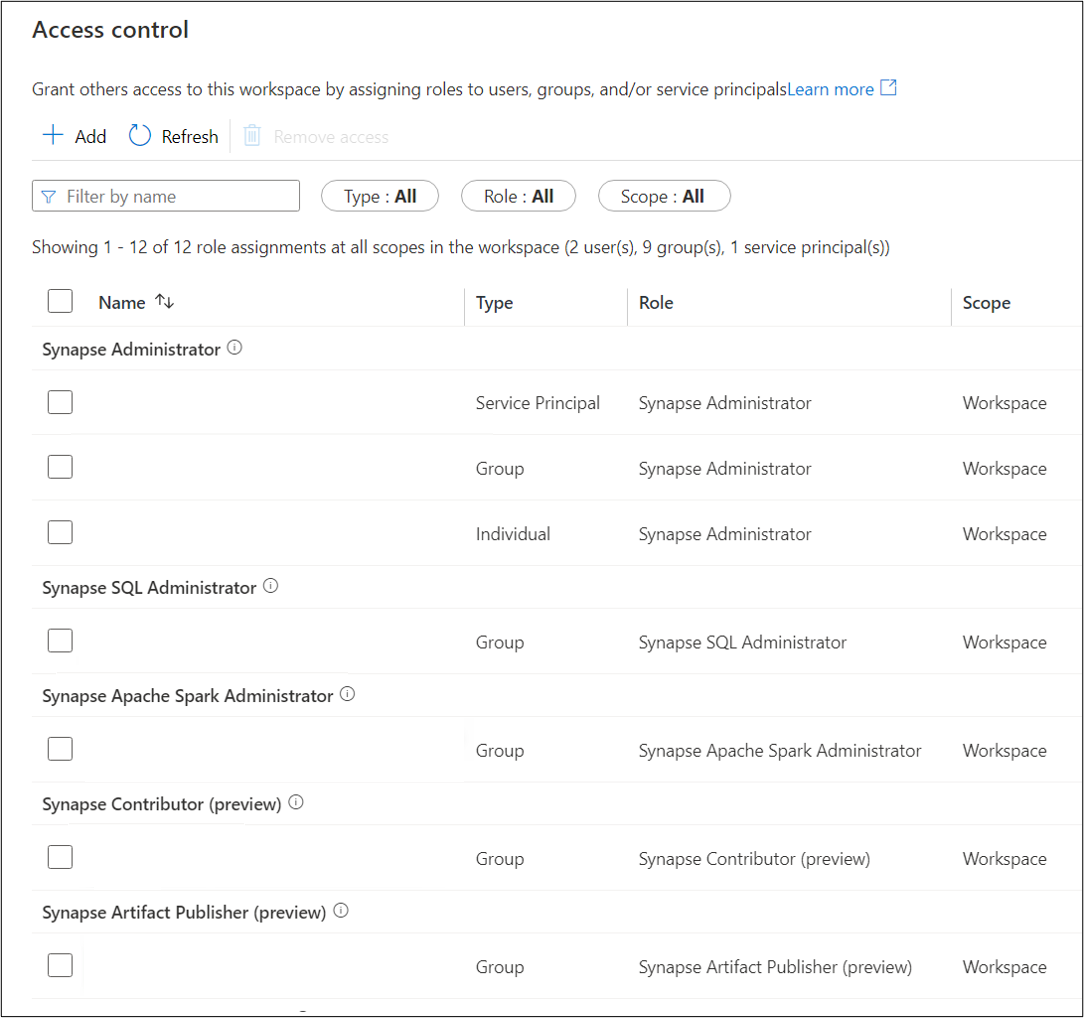 Access control
Grant others access to this workspace by assigning roles to users, groups, and/or service principalsLearn more
Add Refresh Remove access
Filter by name Type : All Role : All Scope : All
Showing 1 - 12 of 12 role assignments at all scopes in the workspace (2 user(s), 9 group(s), 1 service principal(s))
Name Type Role Scope
Synapse Administrator
Service Principal Synapse Administrator Workspace
Group Synapse Administrator Workspace
Individual Synapse Administrator Workspace
Synapse SQL Administrator
Group Synapse SQL Administrator Workspace
Synapse Apache Spark Administrator
Group Synapse Apache Spark Administrator Workspace
Synapse Contributor (preview)
Group Synapse Contributor (preview) Workspace
Synapse Artifact Publisher (preview)
Group Synapse Artifact Publisher (preview) Workspace